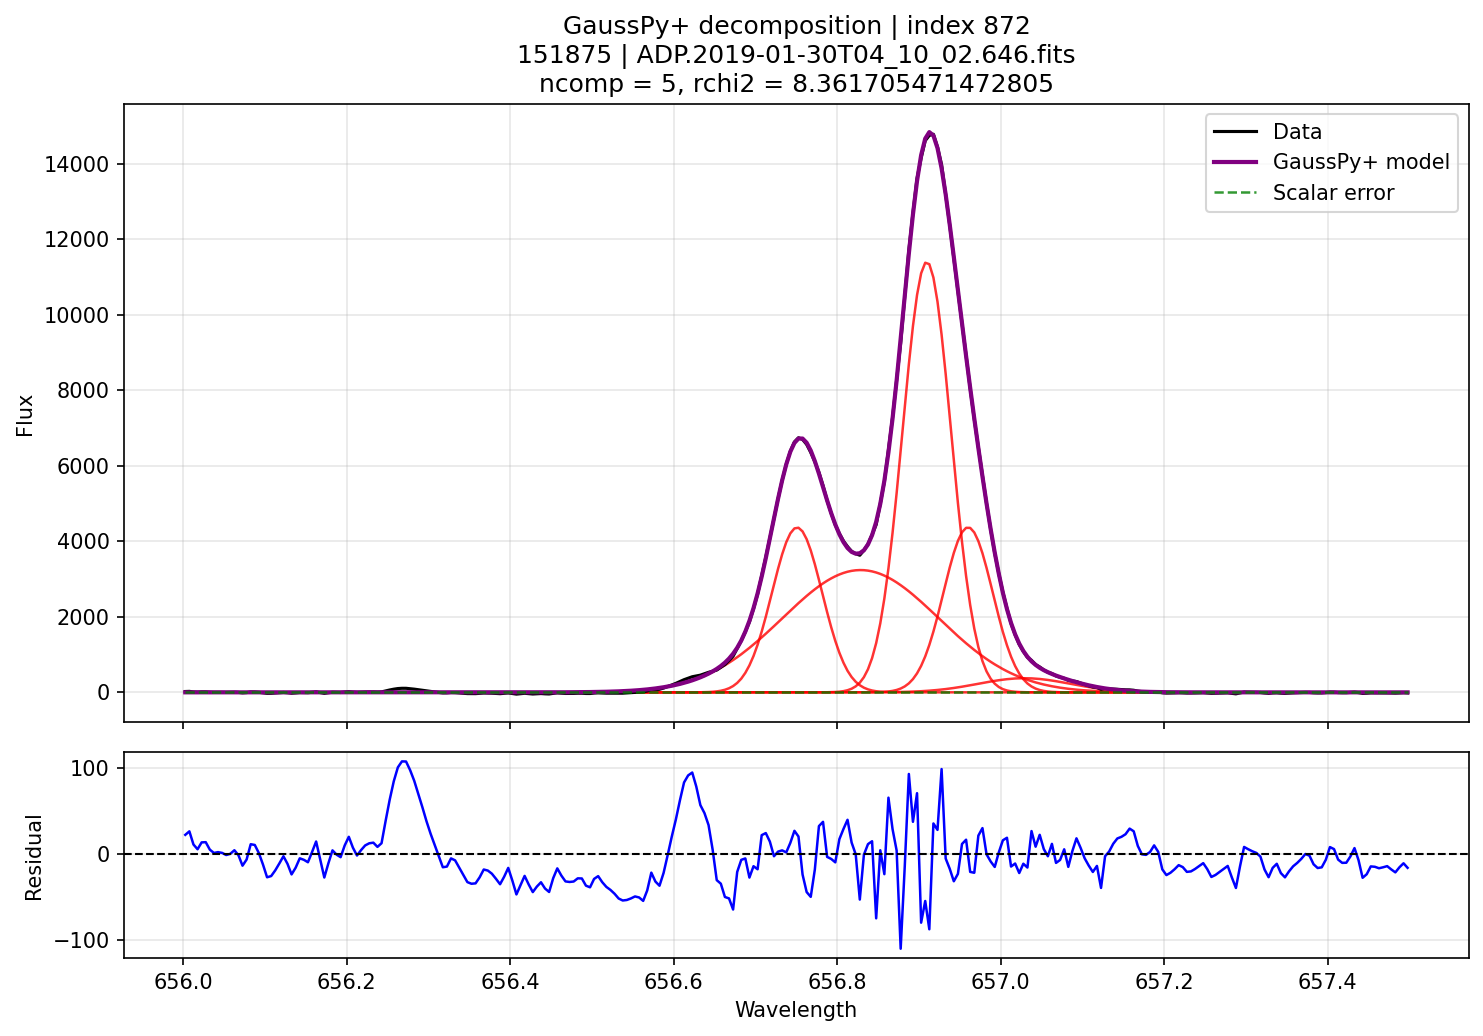 GaussPy+ decomposition | index 872
151875 | ADP.2019-01-30T04_10_02.646.fits
ncomp = 5, rchi2 = 8.361705471472805
Data
GaussPy+ model
Scalar error
14000
12000
10000
8000
6000
4000
2000
0
Flux
100
0
−100
Residual
656.0
656.2
656.4
656.6
656.8
657.0
657.2
657.4
Wavelength